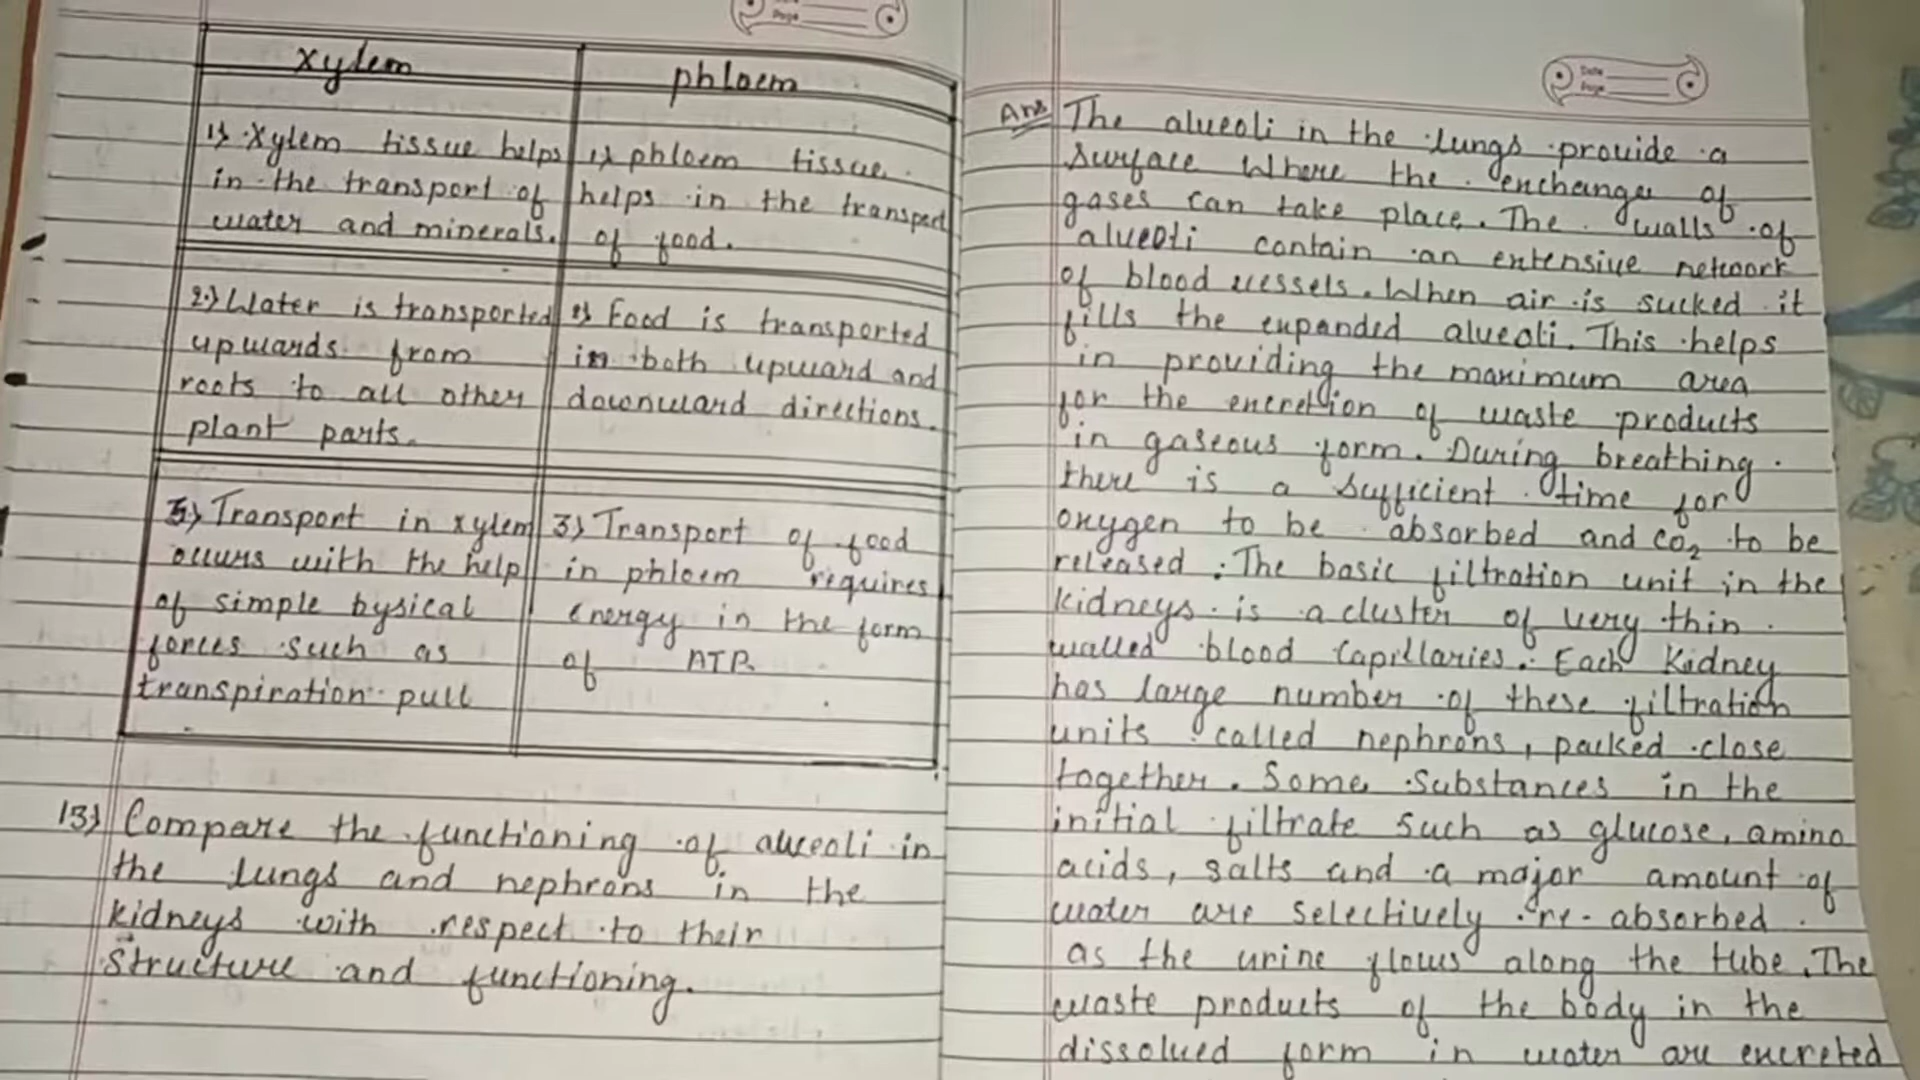 Page
xylem
phloem
1) Xylem tissue helps
in the transport of
water and minerals.
1) phloem tissue
helps in the transport
of food.
2) Water is transported
upwards from
roots to all other
plant parts.
2) Food is transported
in both upward and
downward directions.
3) Transport in xylem
occurs with the help
of simple bysical
forces such as
transpiration pull
3) Transport of food
in phloem requires
energy in the form
of ATP.
13) Compare the functioning of alveoli in
the lungs and nephrons in the
kidneys with respect to their
structure and functioning.
Date
Page
Ans The alveoli in the lungs provide a
surface where the enchange of
gases can take place. The walls of
alveoli contain an entensive network
of blood vessels. When air is sucked it
fills the expanded alveoli. This helps
in providing the maximum area
for the encretion of waste products
in gaseous form. During breathing
there is a sufficient time for
oxygen to be absorbed and CO₂ to be
released. The basic filtration unit in the
kidneys is a cluster of very thin
walled blood capillaries. Each kidney
has large number of these filtration
units called nephrons, packed close
together. Some substances in the
initial filtrate such as glucose, amino
acids, salts and a major amount of
water are selectively re-absorbed
as the urine flows along the tube. The
waste products of the body in the
dissolved form in water are encreted